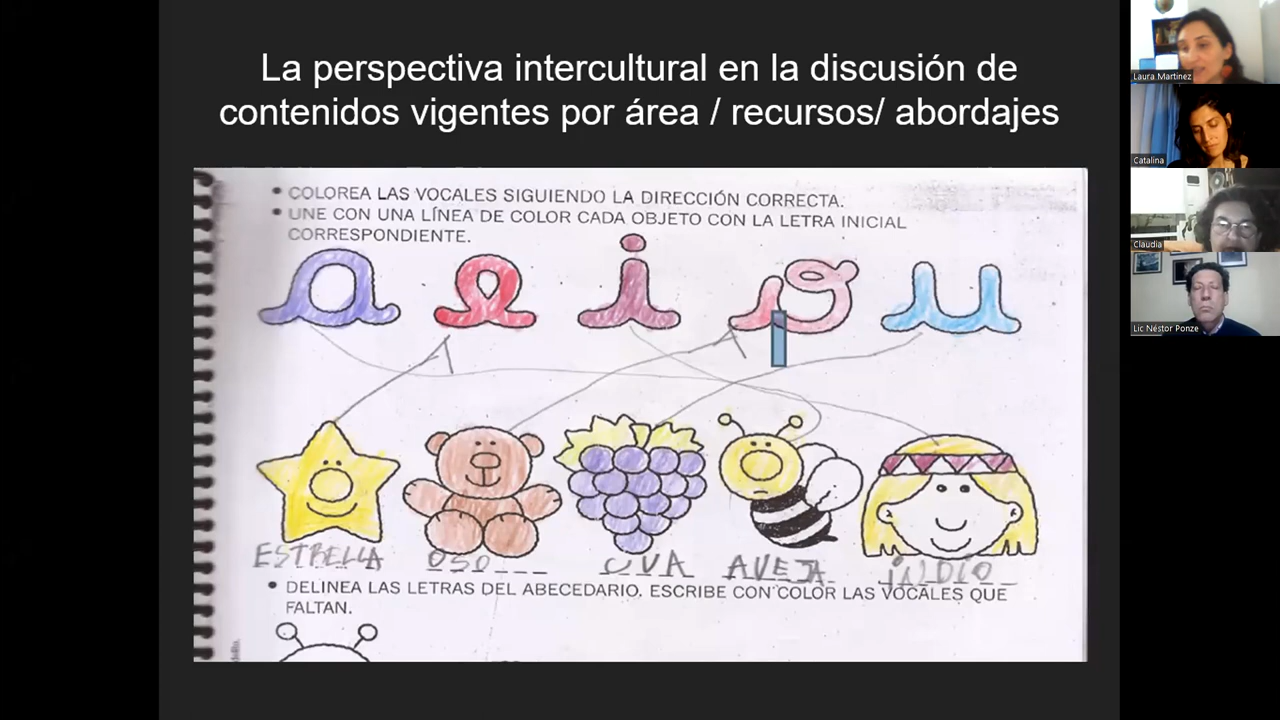 La perspectiva intercultural en la discusión de
contenidos vigentes por área / recursos/ abordajes
• COLOREA LAS VOCALES SIGUIENDO LA DIRECCIÓN CORRECTA.
• UNE CON UNA LÍNEA DE COLOR CADA OBJETO CON LA LETRA INICIAL
CORRESPONDIENTE.
a e i o u
ESTRELLA OSO UVA AVEJA
• DELINEA LAS LETRAS DEL ABECEDARIO. ESCRIBE CON COLOR LAS VOCALES QUE
FALTAN.
Laura Martinez
Catalina
Claudia
Lic Néstor Ponze